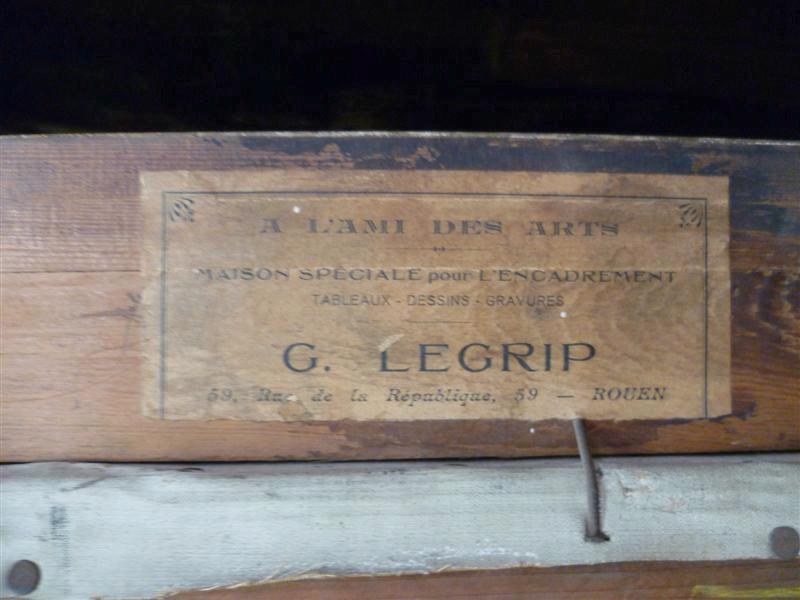 A L'AMI DES ARTS
MAISON SPÉCIALE pour L'ENCADREMENT
TABLEAUX - DESSINS - GRAVURES
G. LEGRIP
59, Rue de la République, 59 — ROUEN